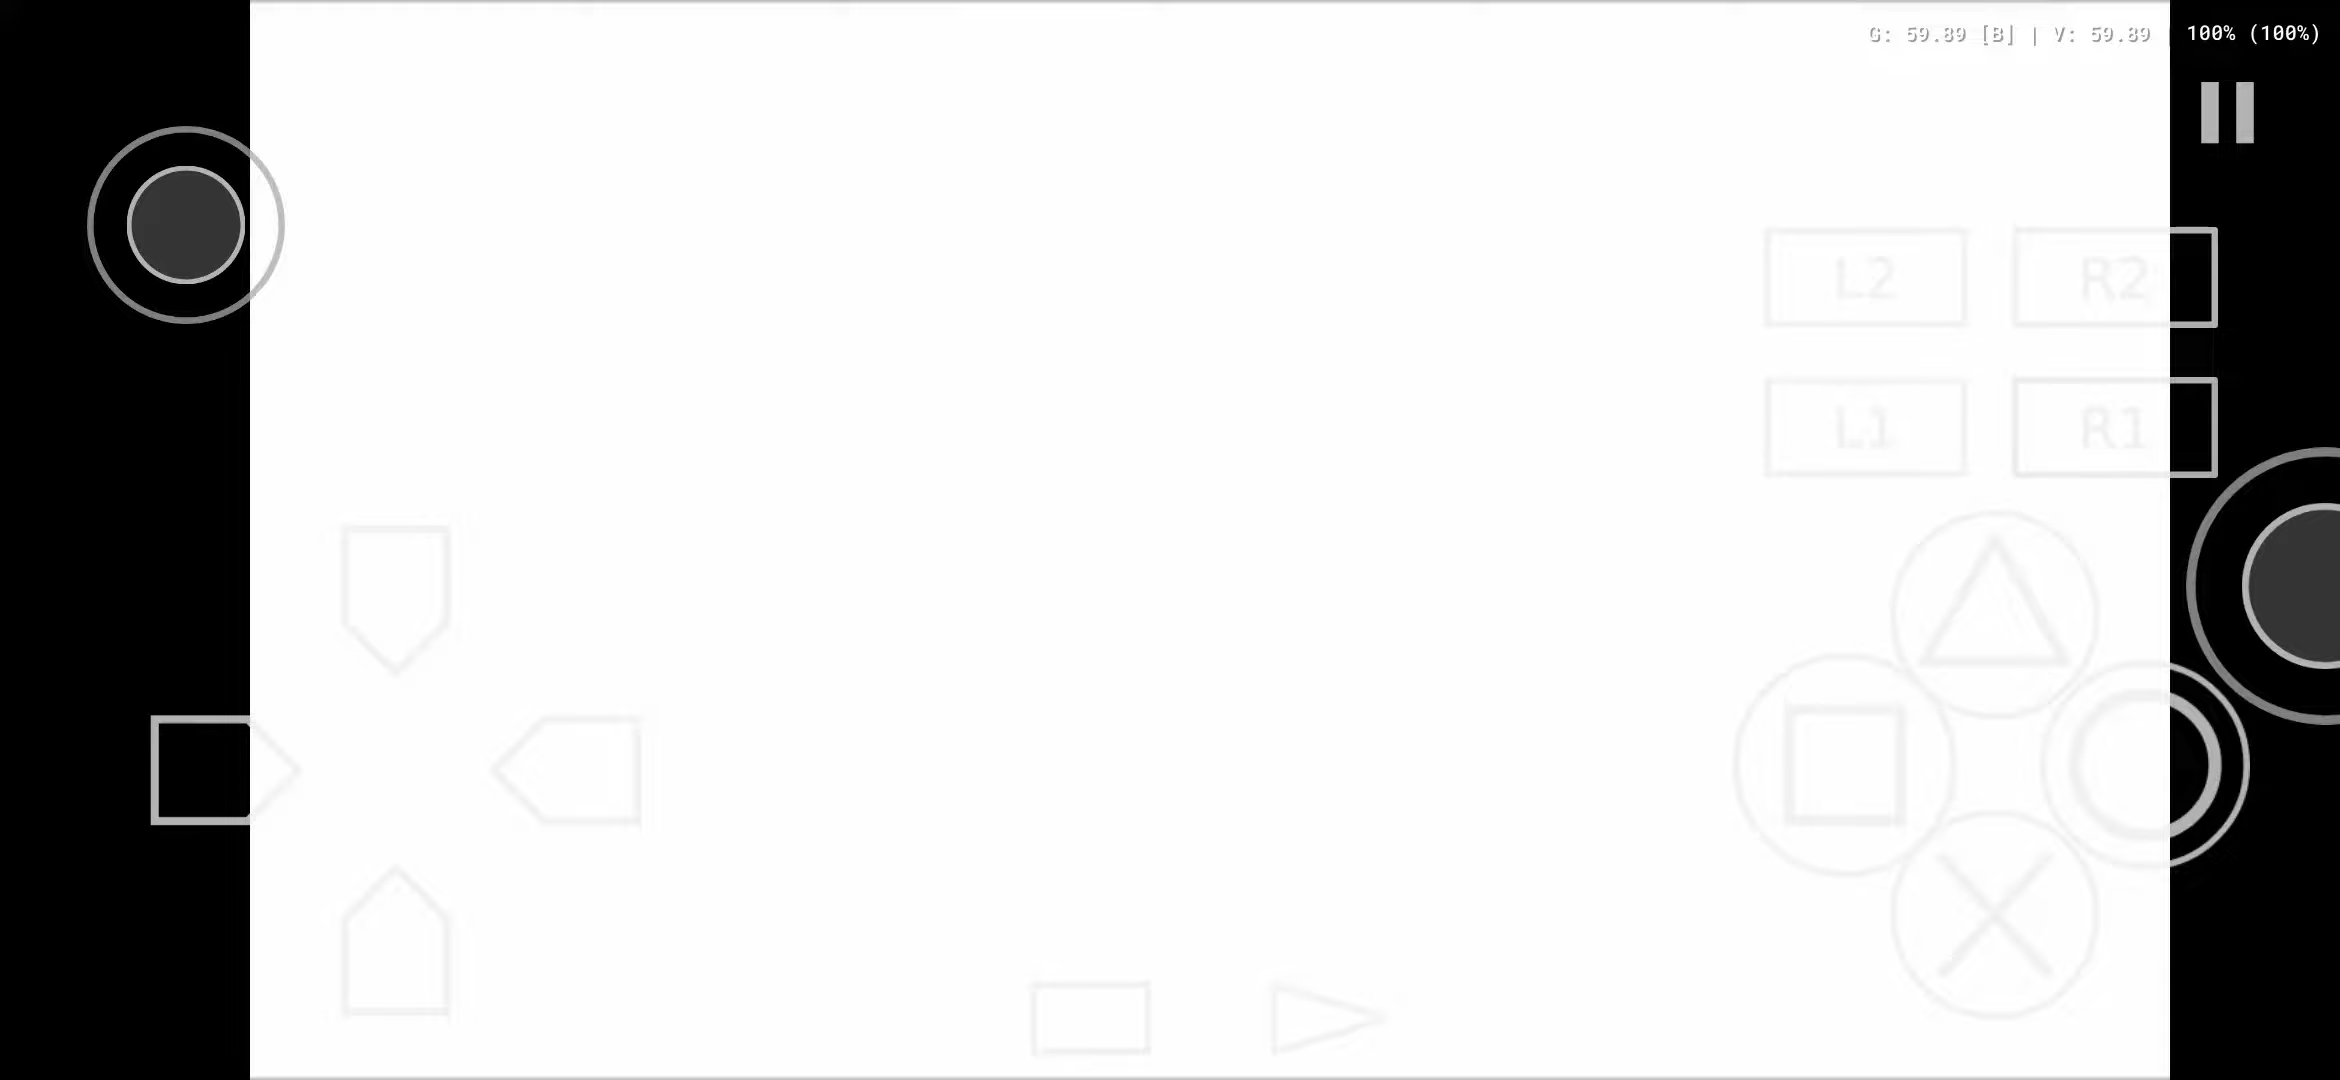 G: 59.89 [B] | V: 59.89 | 100% (100%)
L2 R2
L1 R1